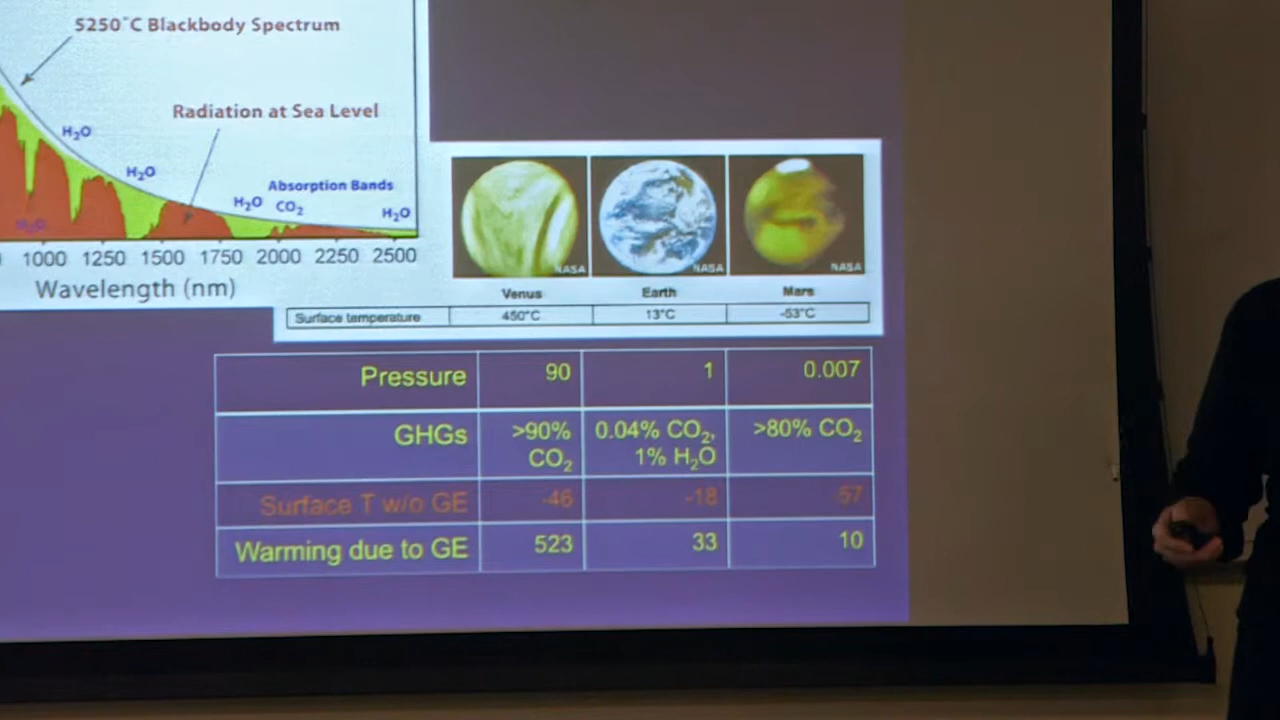 5250°C Blackbody Spectrum
Radiation at Sea Level
H₂O
H₂O
Absorption Bands
H₂O
CO₂
H₂O
H₂O
1000 1250 1500 1750 2000 2250 2500
Wavelength (nm)
NASA NASA NASA
Venus Earth Mars
Surface temperature 450°C 13°C -53°C
Pressure 90 1 0.007
GHGs >90% 0.04% CO₂, >80% CO₂
CO₂ 1% H₂O
Surface T w/o GE -46 -18 57
Warming due to GE 523 33 10